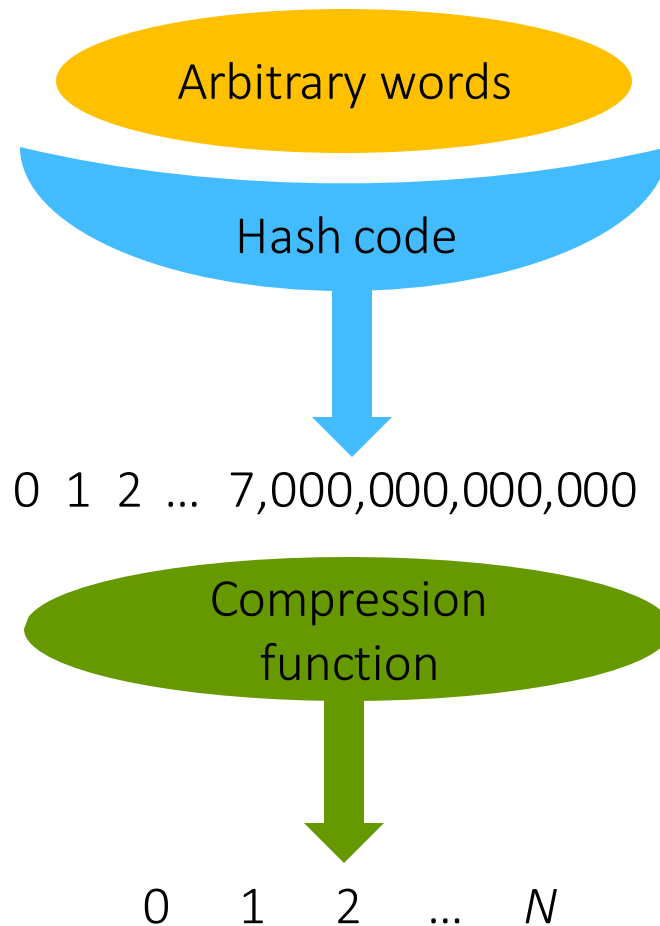 Arbitrary words
Hash code
0 1 2 ... 7,000,000,000,000
Compression
function
0 1 2 ... N